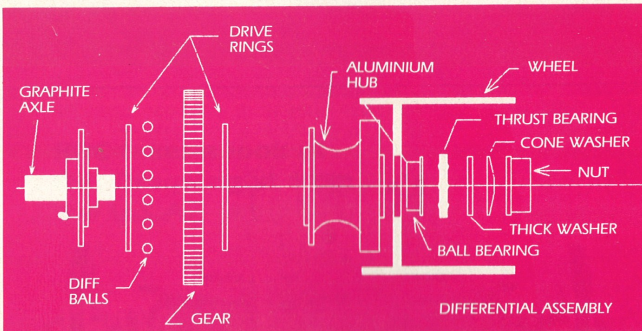 DRIVE
RINGS
GRAPHITE
AXLE
ALUMINIUM
HUB
WHEEL
THRUST BEARING
CONE WASHER
NUT
THICK WASHER
BALL BEARING
DIFF
BALLS
GEAR
DIFFERENTIAL ASSEMBLY